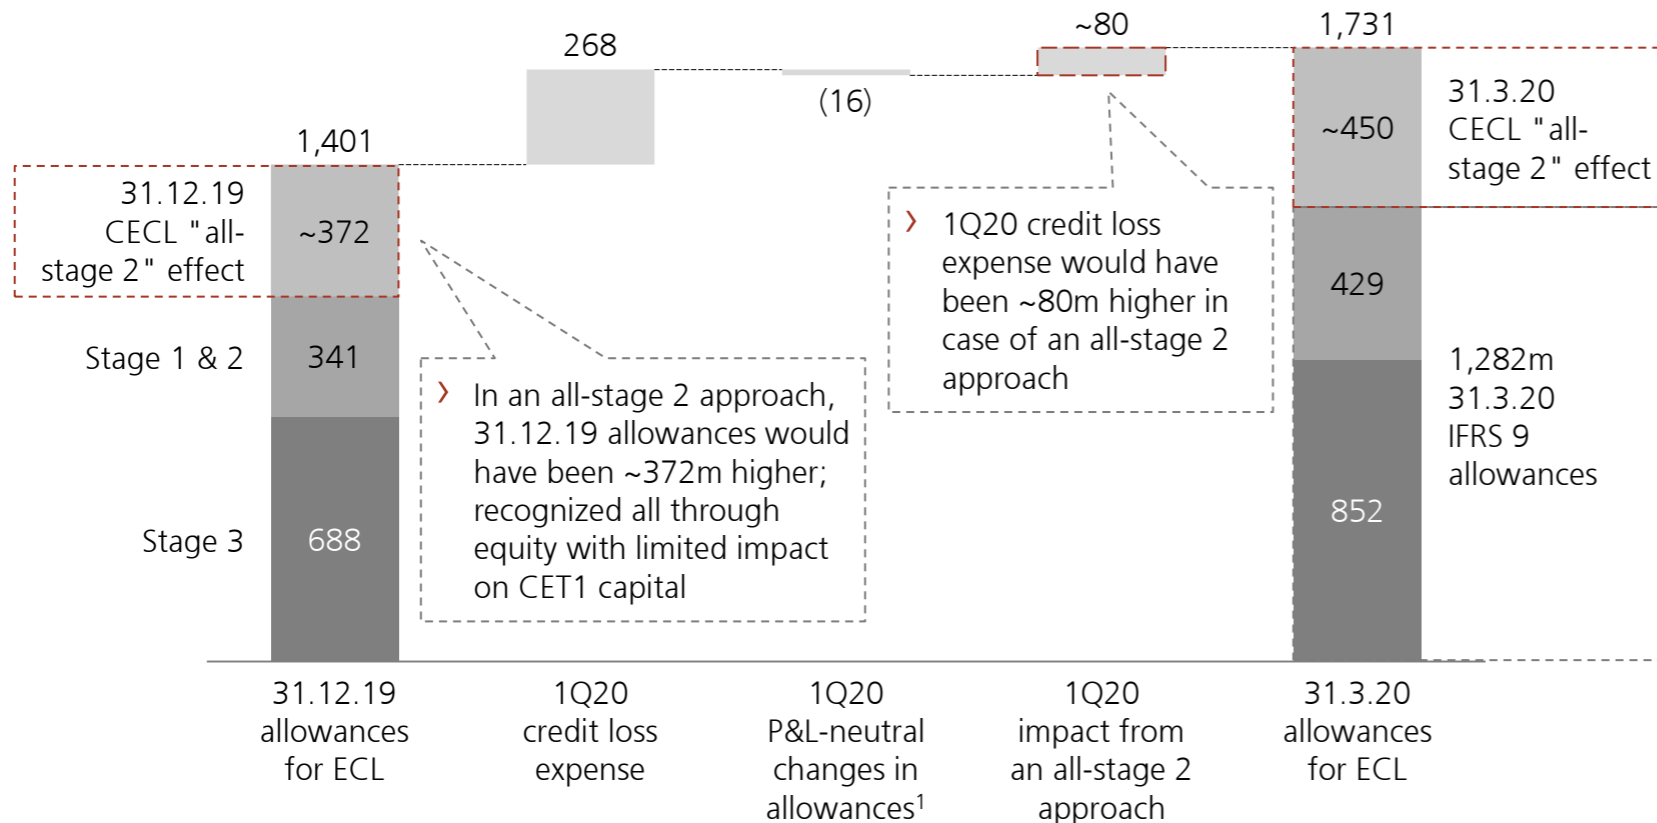 1,401
31.12.19
CECL "all-
stage 2" effect
~372
Stage 1 & 2
341
Stage 3
688
› In an all-stage 2 approach,
31.12.19 allowances would
have been ~372m higher;
recognized all through
equity with limited impact
on CET1 capital
268
(16)
~80
› 1Q20 credit loss
expense would have
been ~80m higher in
case of an all-stage 2
approach
1,731
~450
31.3.20
CECL "all-
stage 2" effect
429
852
1,282m
31.3.20
IFRS 9
allowances
31.12.19
allowances
for ECL
1Q20
credit loss
expense
1Q20
P&L-neutral
changes in
allowances¹
1Q20
impact from
an all-stage 2
approach
31.3.20
allowances
for ECL